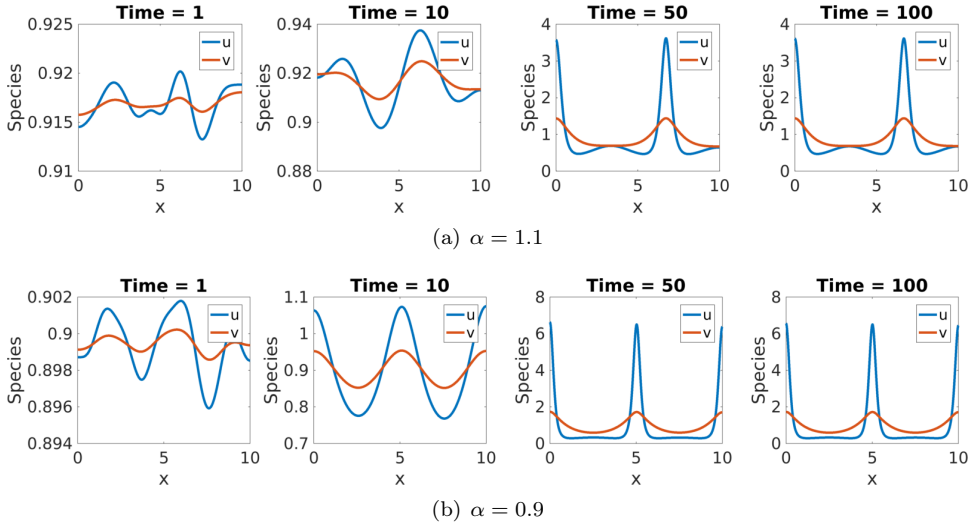 Time = 1 Time = 10 Time = 50 Time = 100
0.925 0.94 4 4
u u u u
v v v v
0.92 0.92 3 3
Species Species Species Species
0.915 0.9 2 2
1 1
0.91 0.88 0 0
0 5 10 0 5 10 0 5 10 0 5 10
x x x x
(a) α = 1.1
Time = 1 Time = 10 Time = 50 Time = 100
0.902 1.1 8 8
u u u u
v v v v
0.9 1 6 6
Species Species Species Species
0.898 0.9 4 4
0.896 0.8 2 2
0.894 0.7 0 0
0 5 10 0 5 10 0 5 10 0 5 10
x x x x
(b) α = 0.9